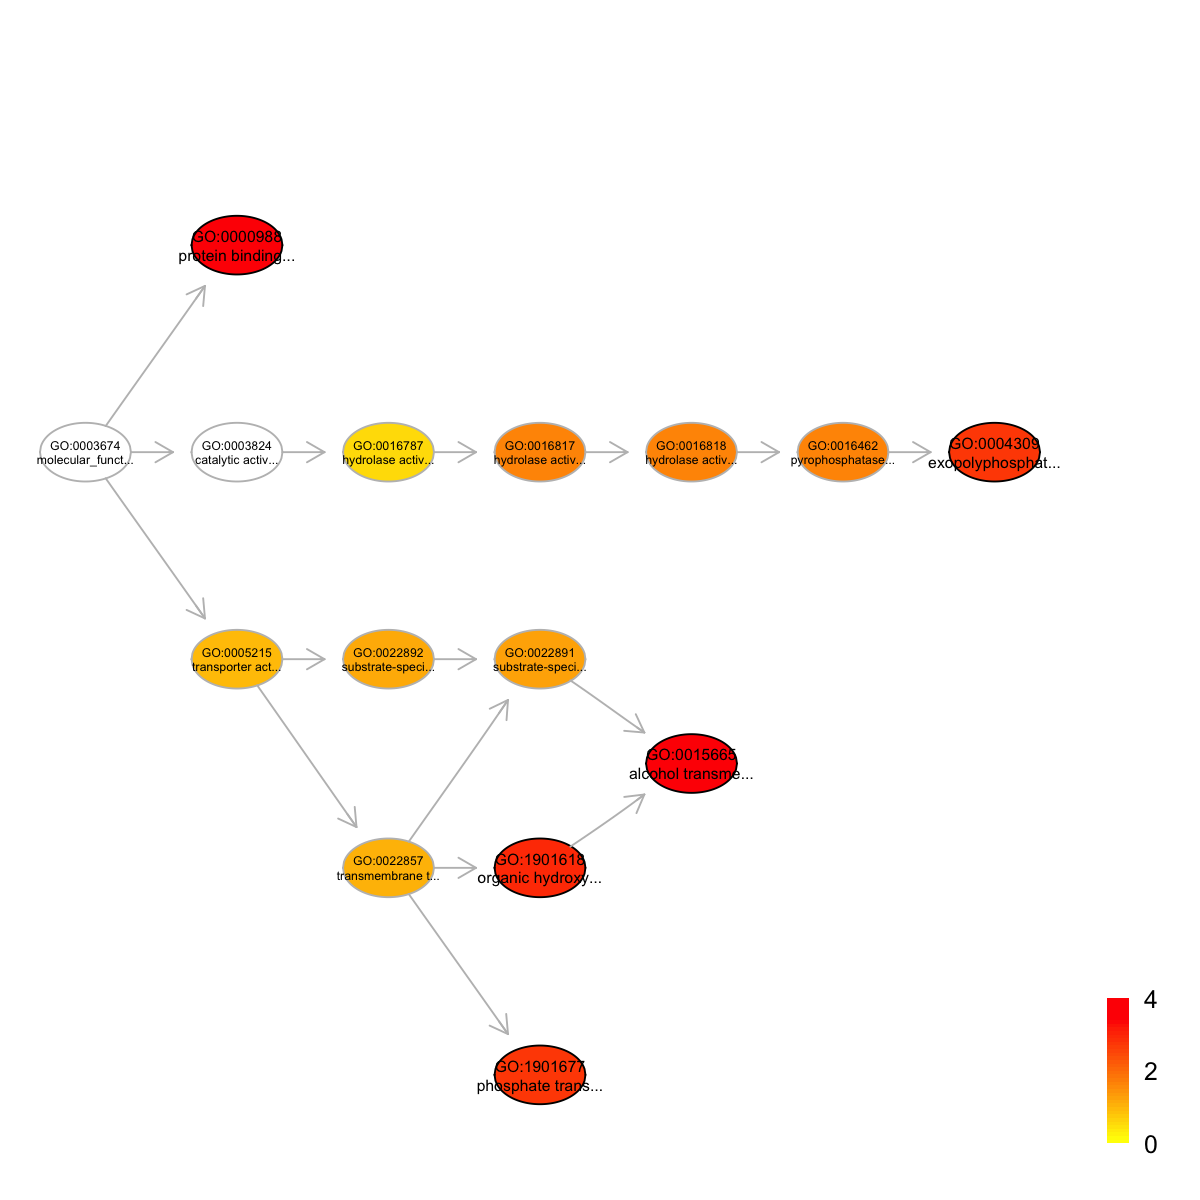 GO:0000988
protein binding...
GO:0003674
molecular_funct...
GO:0003824
catalytic activ...
GO:0016787
hydrolase activ...
GO:0016817
hydrolase activ...
GO:0016818
hydrolase activ...
GO:0016462
pyrophosphatase...
GO:0004309
exopolyphosphat...
GO:0005215
transporter act...
GO:0022892
substrate-speci...
GO:0022891
substrate-speci...
GO:0015665
alcohol transme...
GO:0022857
transmembrane t...
GO:1901618
organic hydroxy...
GO:1901677
phosphate trans...
4
2
0